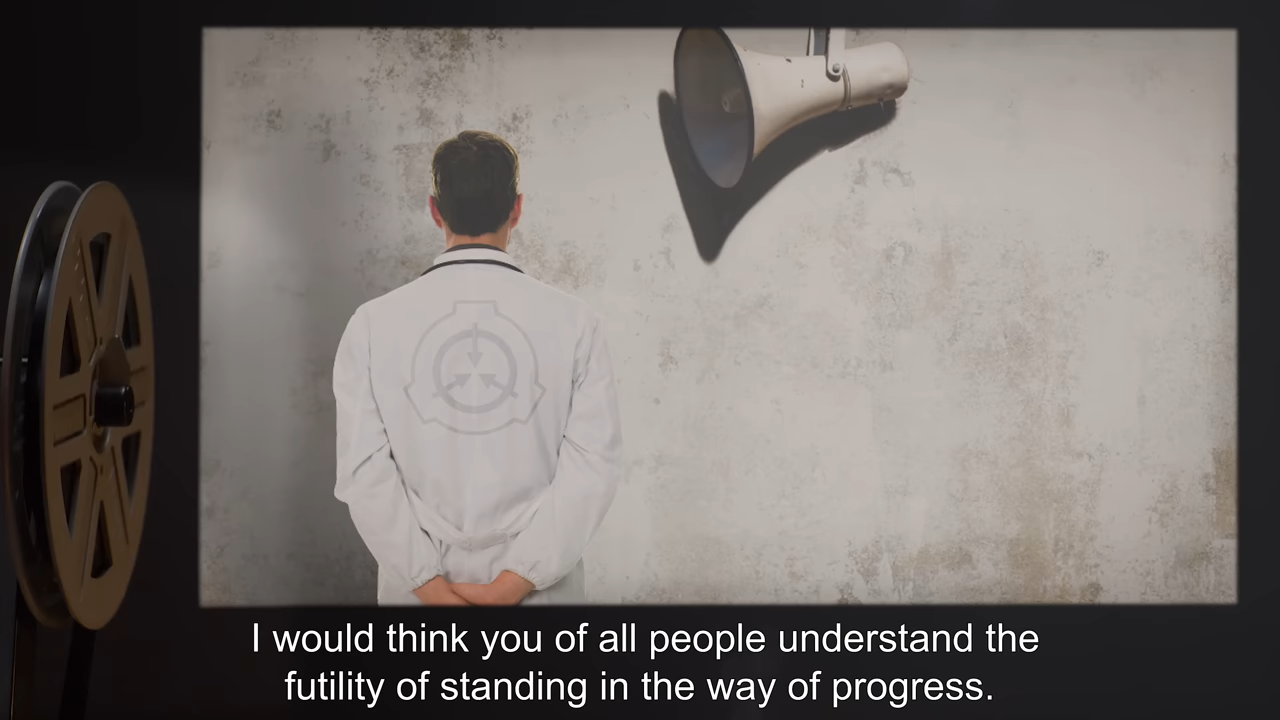 I would think you of all people understand the
futility of standing in the way of progress.